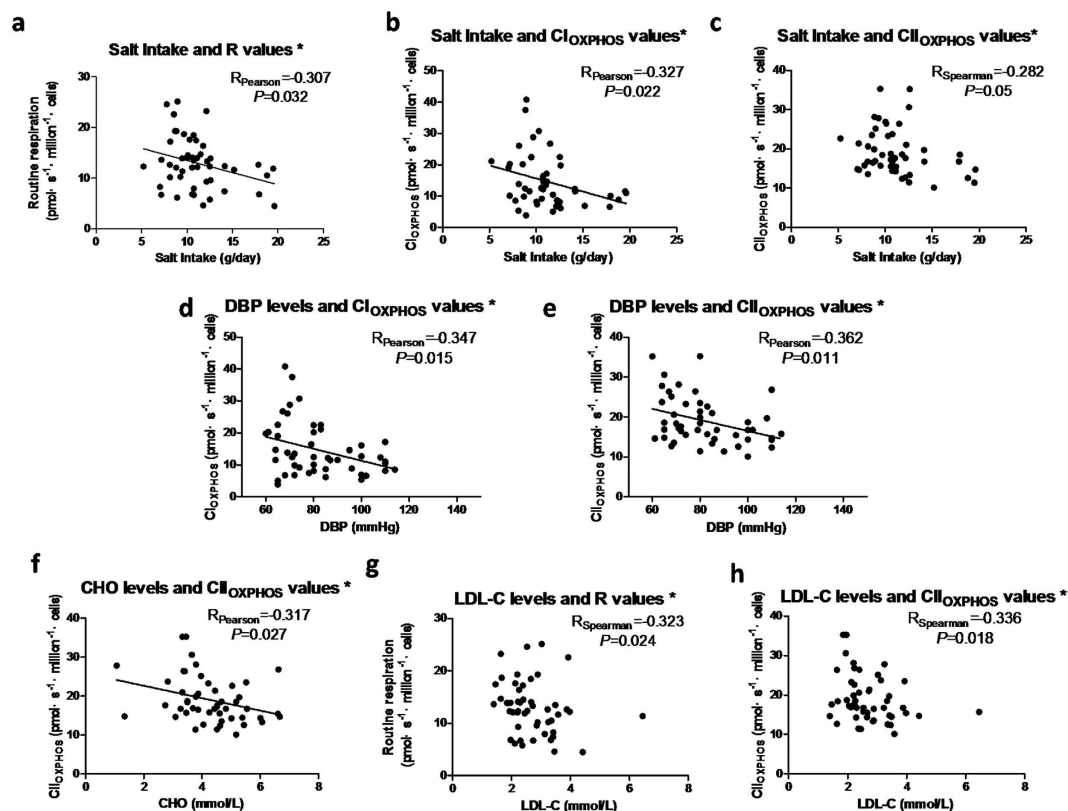 a
Salt Intake and R values *
R_Pearson=-0.307
P=0.032
Routine respiration
(pmol· s⁻¹· million⁻¹· cells)
30
20
10
0
0 5 10 15 20 25
Salt Intake (g/day)
b
Salt Intake and CI_OXPHOS values*
R_Pearson=-0.327
P=0.022
CI_OXPHOS (pmol· s⁻¹· million⁻¹· cells)
50
40
30
20
10
0
0 5 10 15 20 25
Salt Intake (g/day)
c
Salt Intake and CII_OXPHOS values*
R_Spearman=-0.282
P=0.05
CII_OXPHOS (pmol· s⁻¹· million⁻¹· cells)
40
30
20
10
0
0 5 10 15 20 25
Salt Intake (g/day)
d
DBP levels and CI_OXPHOS values *
R_Pearson=-0.347
P=0.015
CI_OXPHOS (pmol· s⁻¹· million⁻¹· cells)
50
40
30
20
10
0
60 80 100 120 140
DBP (mmHg)
e
DBP levels and CII_OXPHOS values *
R_Pearson=-0.362
P=0.011
CII_OXPHOS (pmol· s⁻¹· million⁻¹· cells)
40
30
20
10
0
60 80 100 120 140
DBP (mmHg)
f
CHO levels and CII_OXPHOS values *
R_Pearson=-0.317
P=0.027
CII_OXPHOS (pmol· s⁻¹· million⁻¹· cells)
40
30
20
10
0
0 2 4 6 8
CHO (mmol/L)
g
LDL-C levels and R values *
R_Spearman=-0.323
P=0.024
Routine respiration
(pmol· s⁻¹· million⁻¹· cells)
30
20
10
0
0 2 4 6 8
LDL-C (mmol/L)
h
LDL-C levels and CII_OXPHOS values *
R_Spearman=-0.336
P=0.018
CII_OXPHOS (pmol· s⁻¹· million⁻¹· cells)
40
30
20
10
0
0 2 4 6 8
LDL-C (mmol/L)